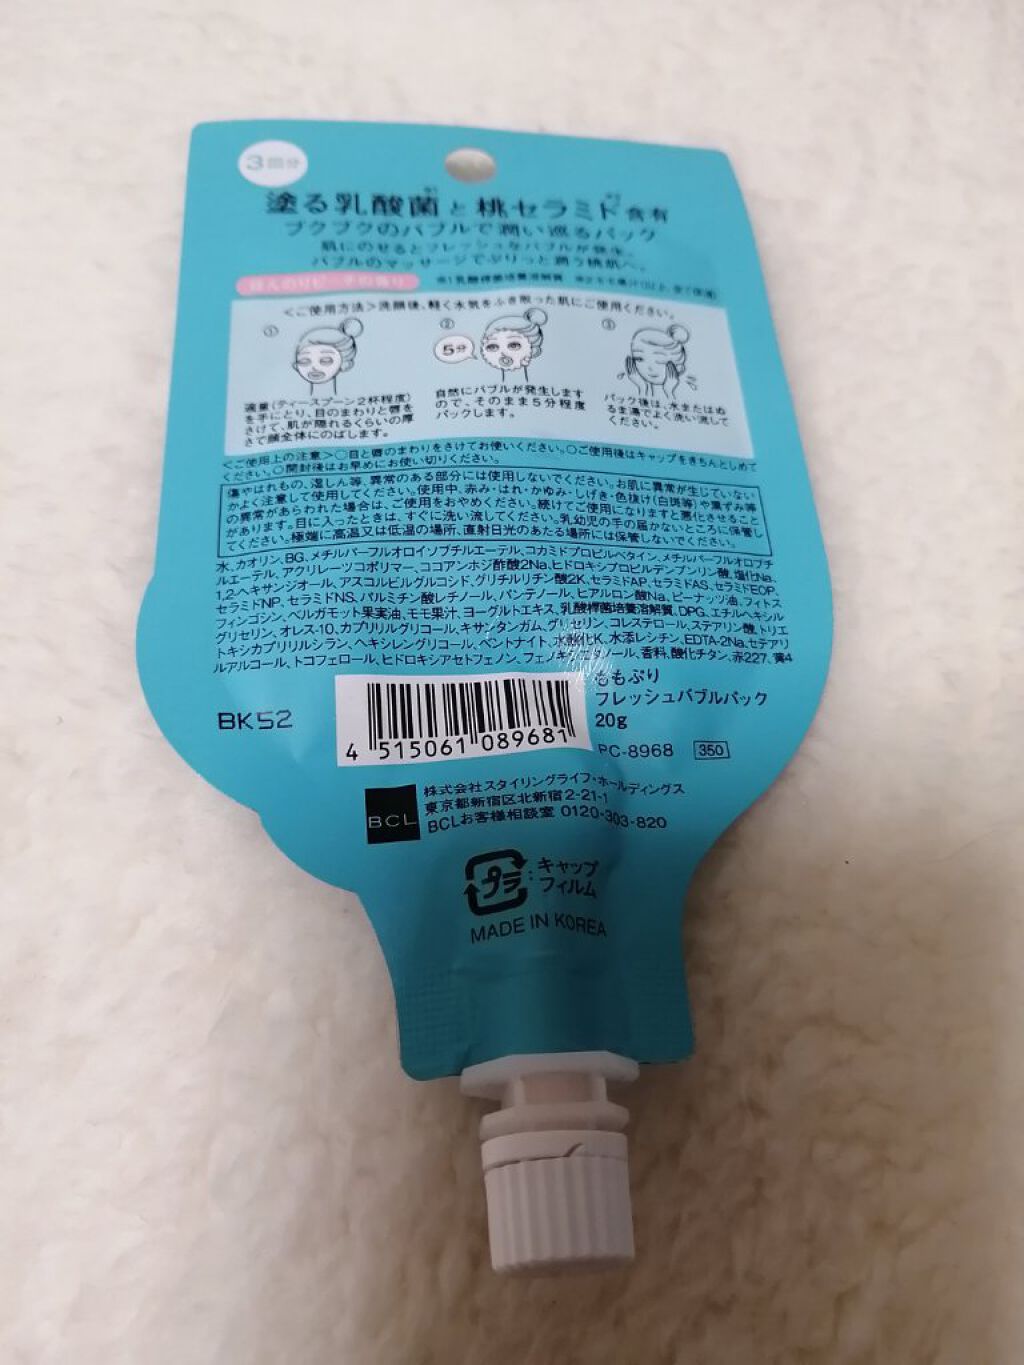 3回分
塗る乳酸菌※1と桃セラミド※2含有
ブクブクのバブルで潤い巡るパック
肌にのせるとフレッシュなバブルが発生。
バブルのマッサージでぷりっと潤う桃肌へ。
ほんのりピーチの香り
※1 乳酸桿菌培養溶解質
<ご使用方法>洗顔後、軽く水気をふき取った肌にご使用ください。
①
②
③
5分
適量(ティースプーン2杯程度)
を手にとり、目のまわりと唇を
さけて、肌が隠れるくらいの厚
さで顔全体にのばします。
自然にバブルが発生します
ので、そのまま5分程度
パックします。
パック後は、水またはぬ
るま湯でよく洗い流して
ください。
<ご使用上の注意>○目と唇のまわりをさけてお使いください。○ご使用後はキャップをきちんとしめて
ください。○開封後はお早めにお使い切りください。
傷やはれもの、湿しん等、異常のある部分には使用しないでください。お肌に異常が生じていない
かよく注意して使用してください。使用中、赤み・はれ・かゆみ・しげき・色抜け(白斑等)や黒ずみ等
の異常があらわれた場合は、ご使用をおやめください。続けてご使用になりますと悪化させること
があります。目に入ったときは、すぐに洗い流してください。乳幼児の手の届かないところに保管し
てください。極端に高温又は低温の場所、直射日光のあたる場所には保管しないでください。
水、カオリン、BG、メチルパーフルオロイソブチルエーテル、コカミドプロピルベタイン、メチルパーフルオロブチ
ルエーテル、アクリレーツコポリマー、ココアンホジ酢酸2Na、ヒドロキシプロピルデンプンリン酸、塩化Na、
1,2-ヘキサンジオール、アスコルビルグルコシド、グリチルリチン酸2K、セラミドAP、セラミドAS、セラミドEOP、
セラミドNP、セラミドNS、パルミチン酸レチノール、パンテノール、ヒアルロン酸Na、ピーナッツ油、フィトス
フィンゴシン、ベルガモット果実油、モモ果汁、ヨーグルトエキス、乳酸桿菌培養溶解質、DPG、エチルヘキシル
グリセリン、オレス-10、カプリリルグリコール、キサンタンガム、グリセリン、コレステロール、ステアリン酸、トリエ
トキシカプリリルシラン、ヘキシレングリコール、ベントナイト、水酸化K、水添レシチン、EDTA-2Na、セテアリ
ルアルコール、トコフェロール、ヒドロキシアセトフェノン、フェノキシエタノール、香料、酸化チタン、赤227、黄4
BK52
4 515061 089681
ももぷり
フレッシュバブルパック
20g
PC-8968 350
BCL
株式会社スタイリングライフ・ホールディングス
東京都新宿区北新宿2-21-1
BCLお客様相談室 0120-303-820
プラ:キャップ
フィルム
MADE IN KOREA